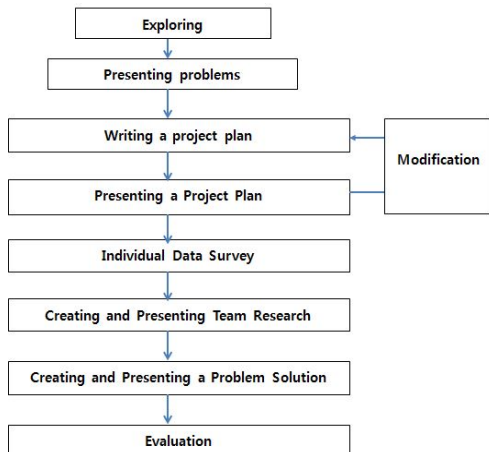 Exploring
Presenting problems
Writing a project plan
Modification
Presenting a Project Plan
Individual Data Survey
Creating and Presenting Team Research
Creating and Presenting a Problem Solution
Evaluation